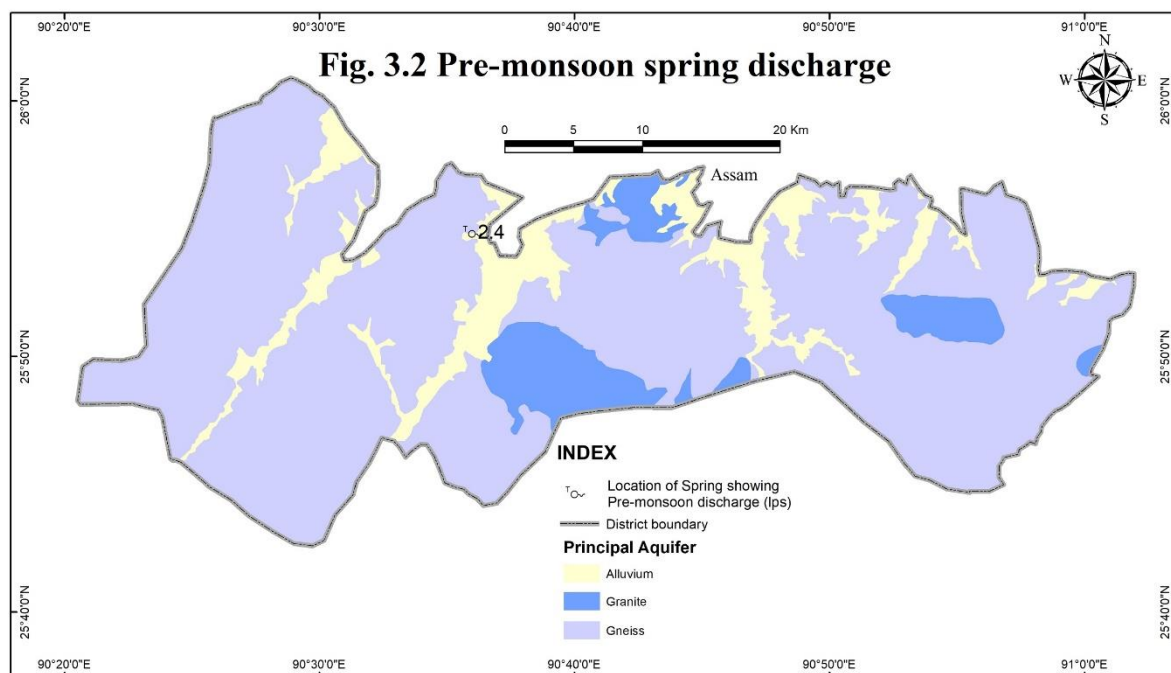 90°20'0"E 90°30'0"E 90°40'0"E 90°50'0"E 91°0'0"E
Fig. 3.2 Pre-monsoon spring discharge
N
W E
S
26°0'0"N 26°0'0"N
0 5 10 20 Km
Assam
T 2.4
25°50'0"N 25°50'0"N
INDEX
T Location of Spring showing
Pre-monsoon discharge (lps)
District boundary
Principal Aquifer
Alluvium
Granite
Gneiss
25°40'0"N 25°40'0"N
90°20'0"E 90°30'0"E 90°40'0"E 90°50'0"E 91°0'0"E